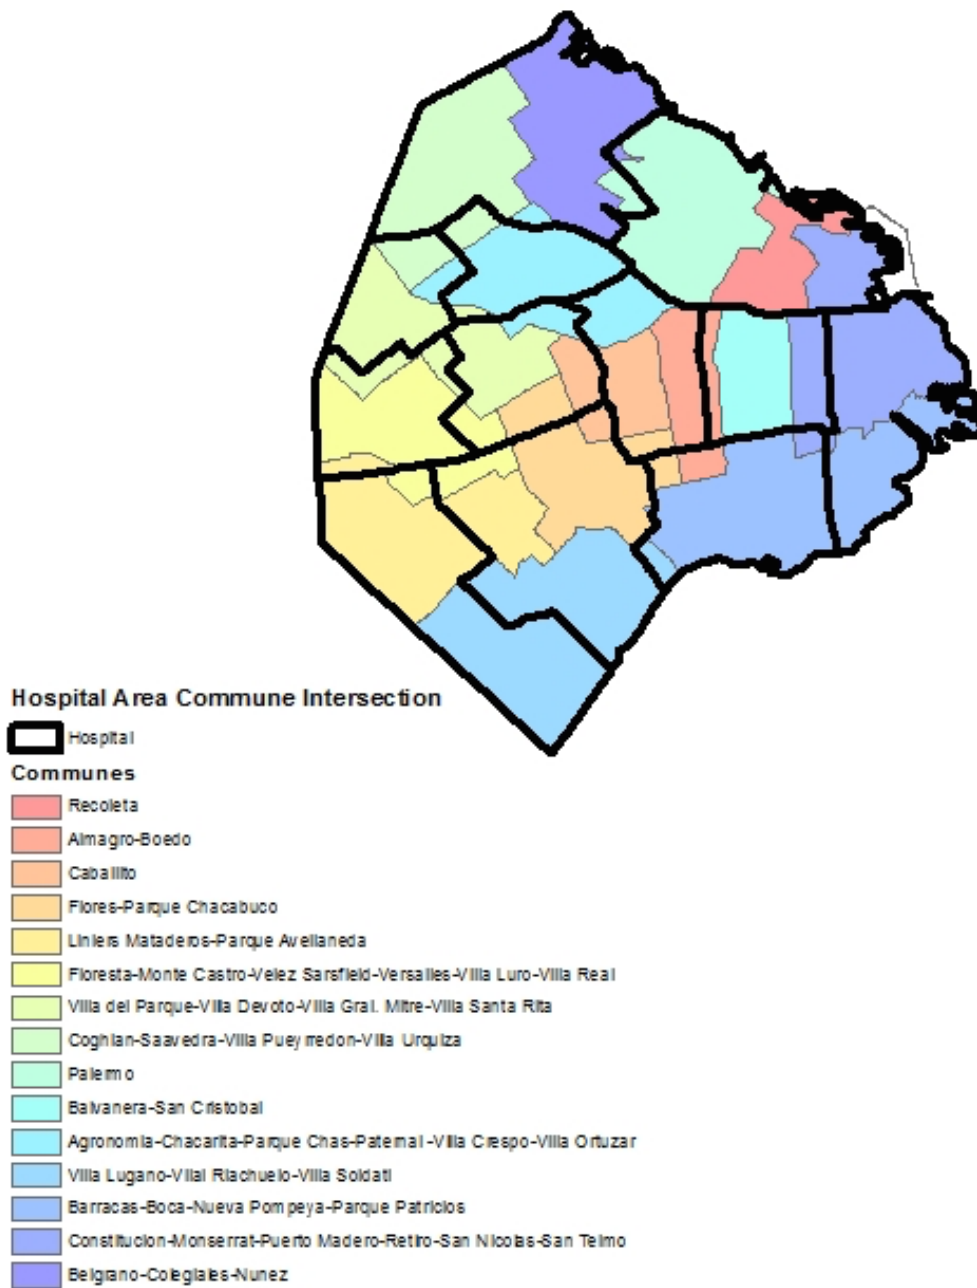 Hospital Area Commune Intersection
Hospital
Communes
Recoleta
Almagro-Boedo
Caballito
Flores-Parque Chacabuco
Liniers Mataderos-Parque Avellaneda
Floresta-Monte Castro-Velez Sarsfield-Versalles-Villa Luro-Villa Real
Villa del Parque-Villa Devoto-Villa Gral. Mitre-Villa Santa Rita
Coghlan-Saavedra-Villa Pueyrredon-Villa Urquiza
Palermo
Balvanera-San Cristobal
Agronomia-Chacarita-Parque Chas-Paternal -Villa Crespo-Villa Ortuzar
Villa Lugano-Vilal Riachuelo-Villa Soldati
Barracas-Boca-Nueva Pompeya-Parque Patricios
Constitucion-Monserrat-Puerto Madero-Retiro-San Nicolas-San Telmo
Belgrano-Colegiales-Nunez